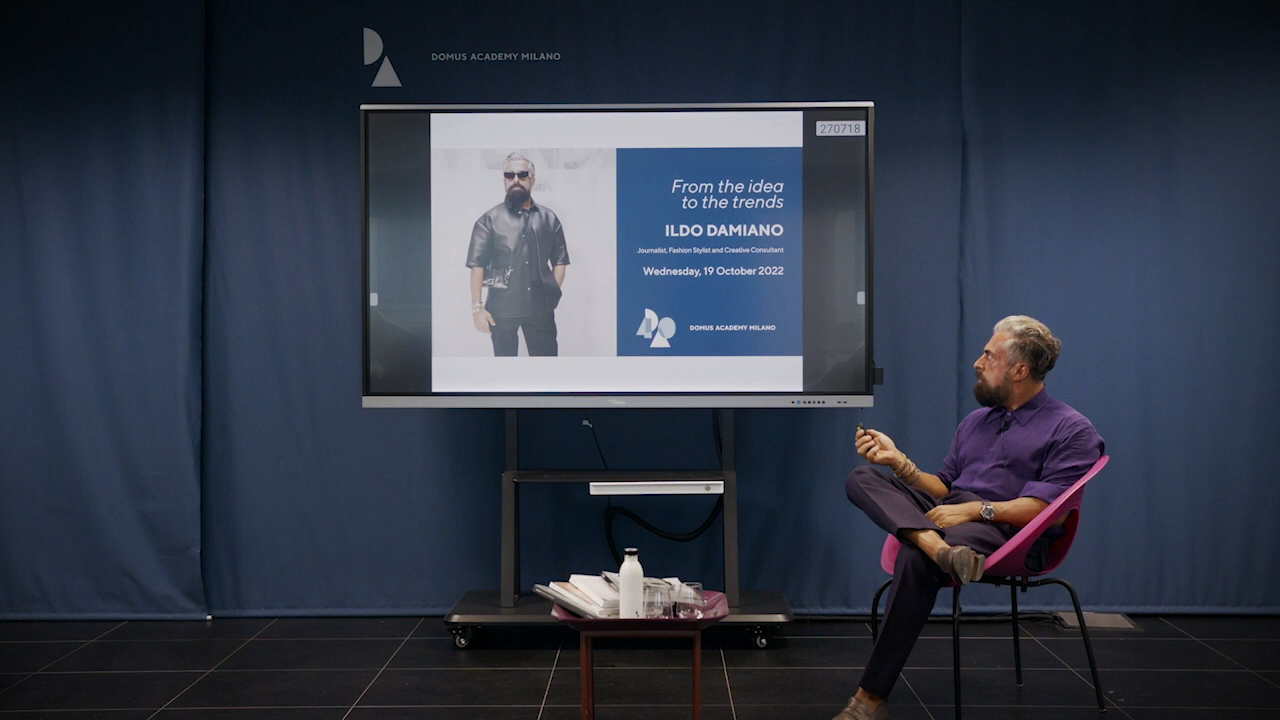 DOMUS ACADEMY MILANO
270718
From the idea
to the trends
ILDO DAMIANO
Journalist, Fashion Stylist and Creative Consultant
Wednesday, 19 October 2022
40
DOMUS ACADEMY MILANO